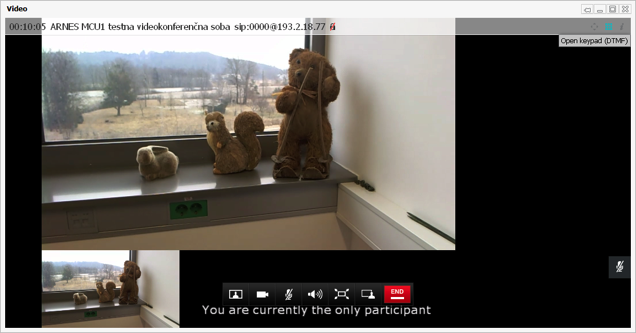 Video
00:10:05 ARNES MCU1 testna videokonferenčna soba sip:0000@193.2.18.77
Open keypad (DTMF)
END
You are currently the only participant